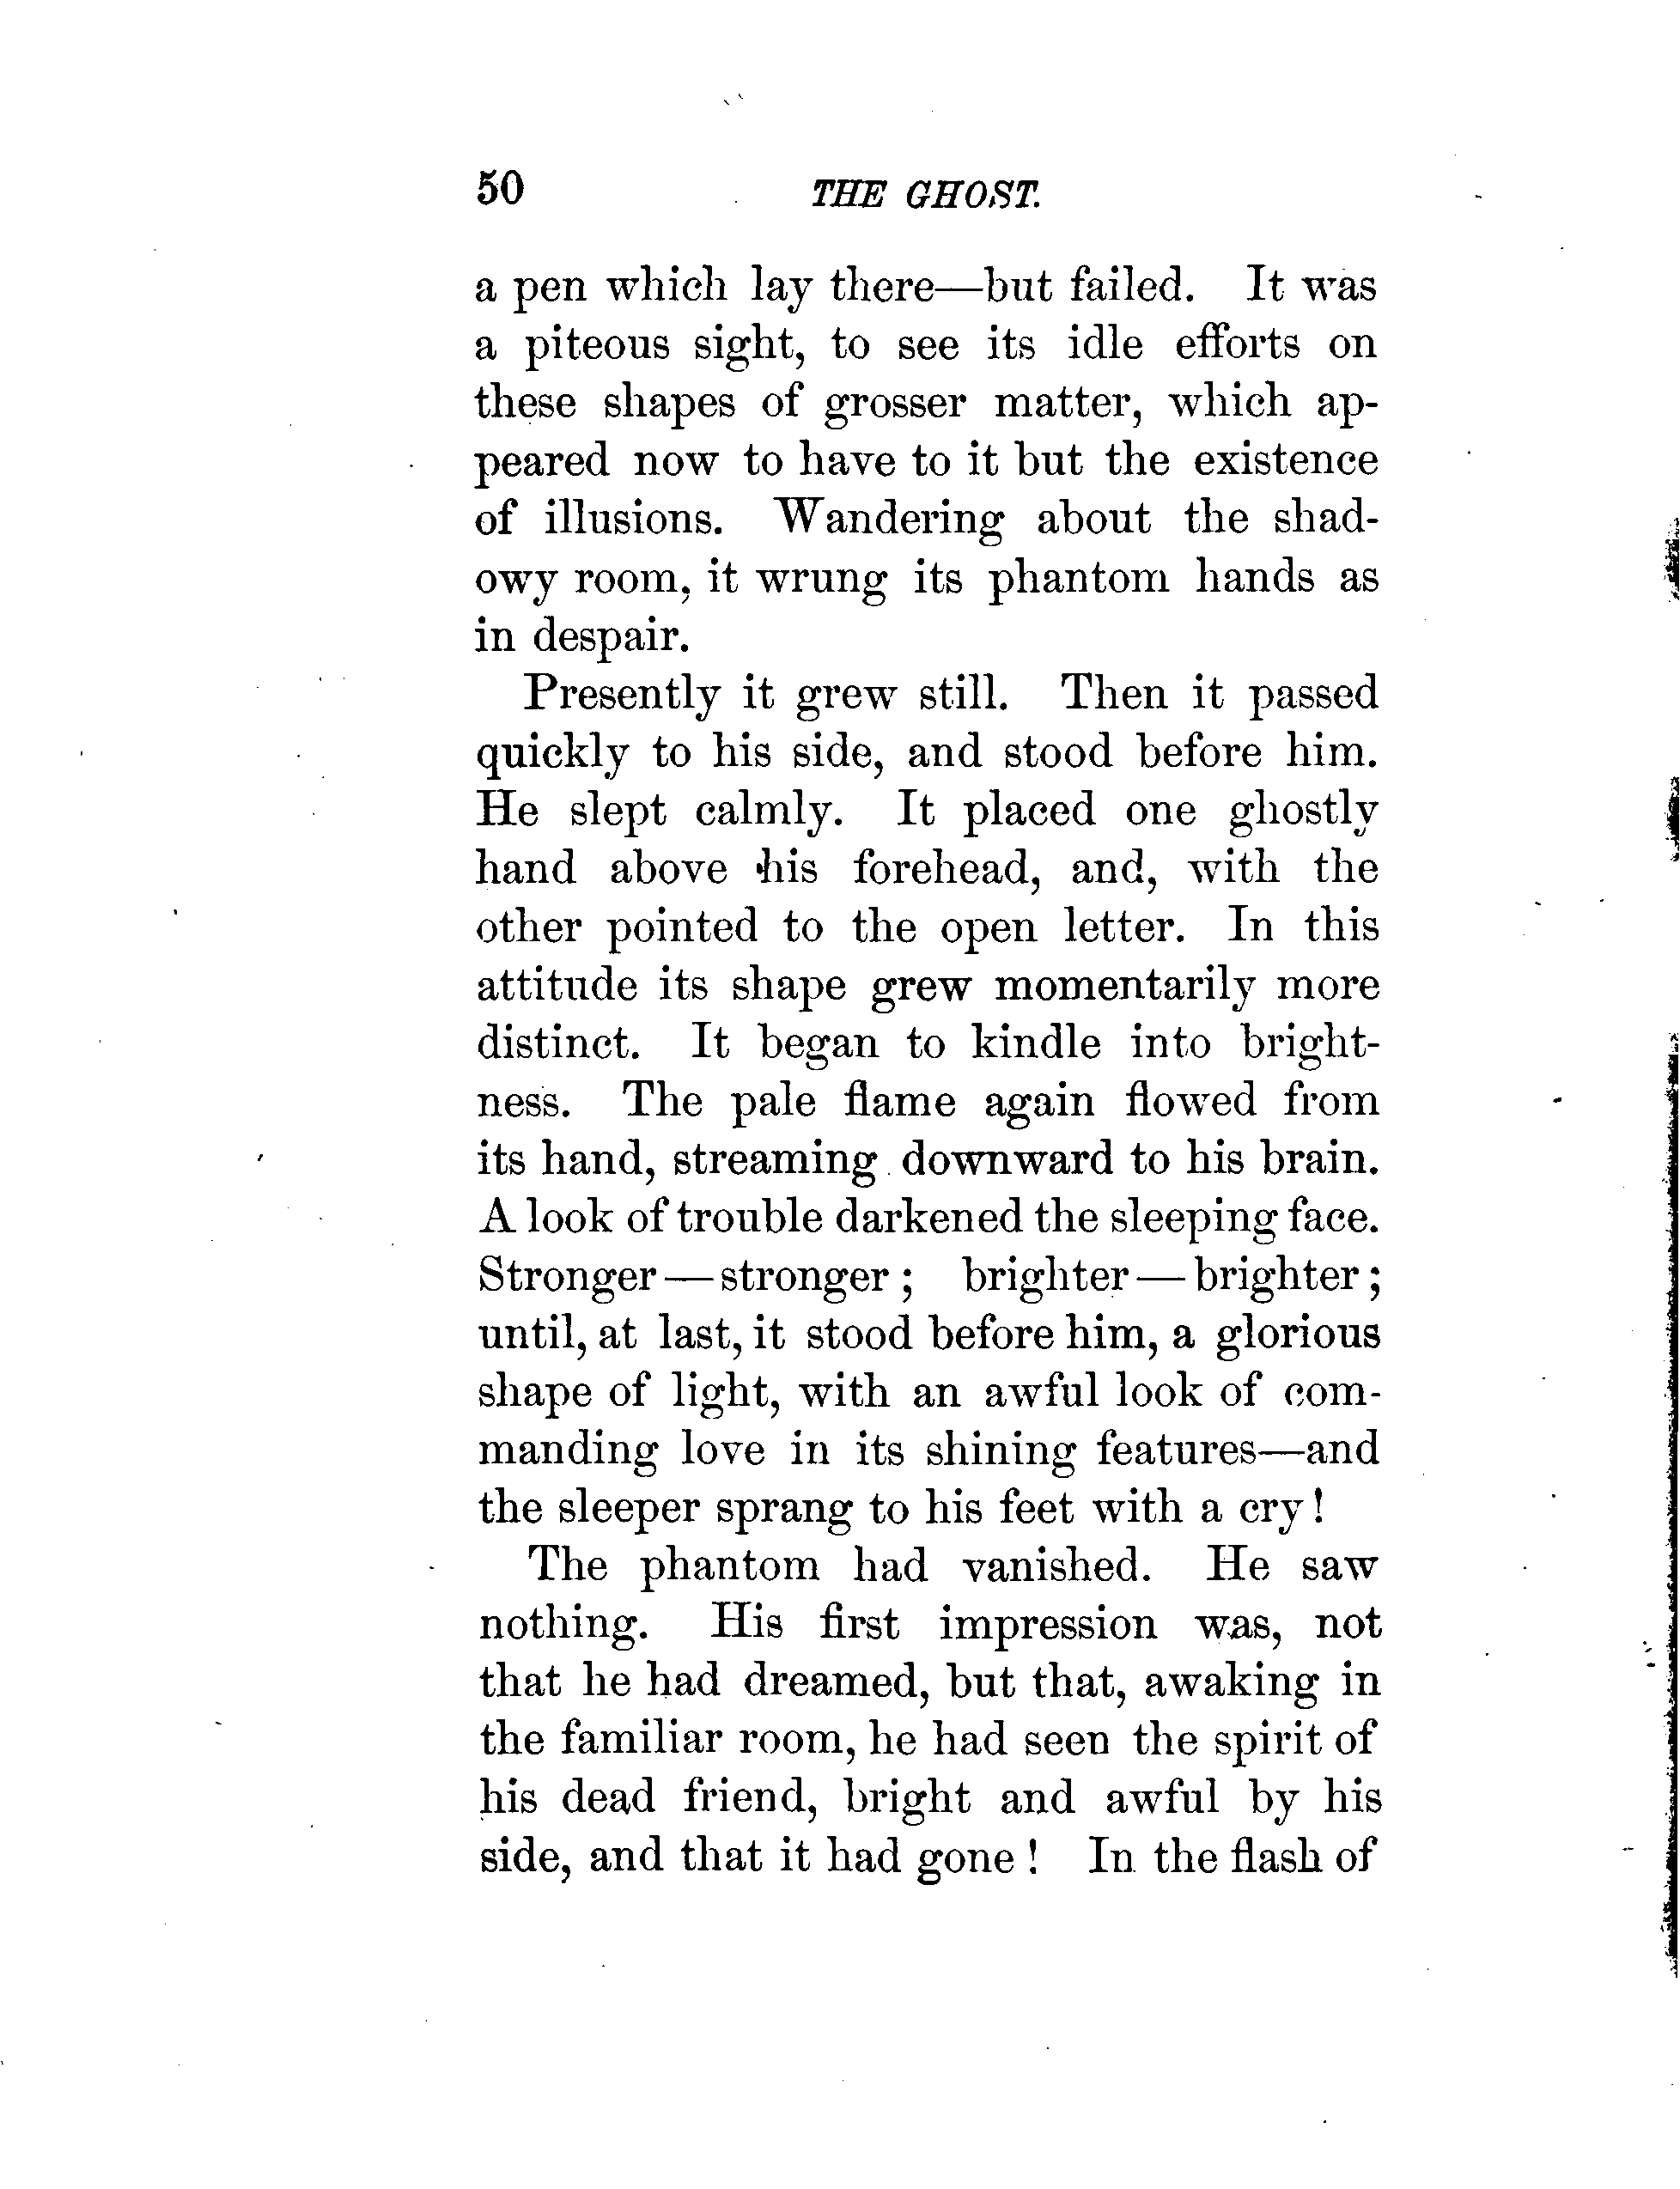 50 THE GHOST.
a pen which lay there—but failed. It was
a piteous sight, to see its idle efforts on
these shapes of grosser matter, which ap-
peared now to have to it but the existence
of illusions. Wandering about the shad-
owy room, it wrung its phantom hands as
in despair.
Presently it grew still. Then it passed
quickly to his side, and stood before him.
He slept calmly. It placed one ghostly
hand above his forehead, and, with the
other pointed to the open letter. In this
attitude its shape grew momentarily more
distinct. It began to kindle into bright-
ness. The pale flame again flowed from
its hand, streaming downward to his brain.
A look of trouble darkened the sleeping face.
Stronger—stronger; brighter—brighter;
until, at last, it stood before him, a glorious
shape of light, with an awful look of com-
manding love in its shining features—and
the sleeper sprang to his feet with a cry!
The phantom had vanished. He saw
nothing. His first impression was, not
that he had dreamed, but that, awaking in
the familiar room, he had seen the spirit of
his dead friend, bright and awful by his
side, and that it had gone! In the flash of